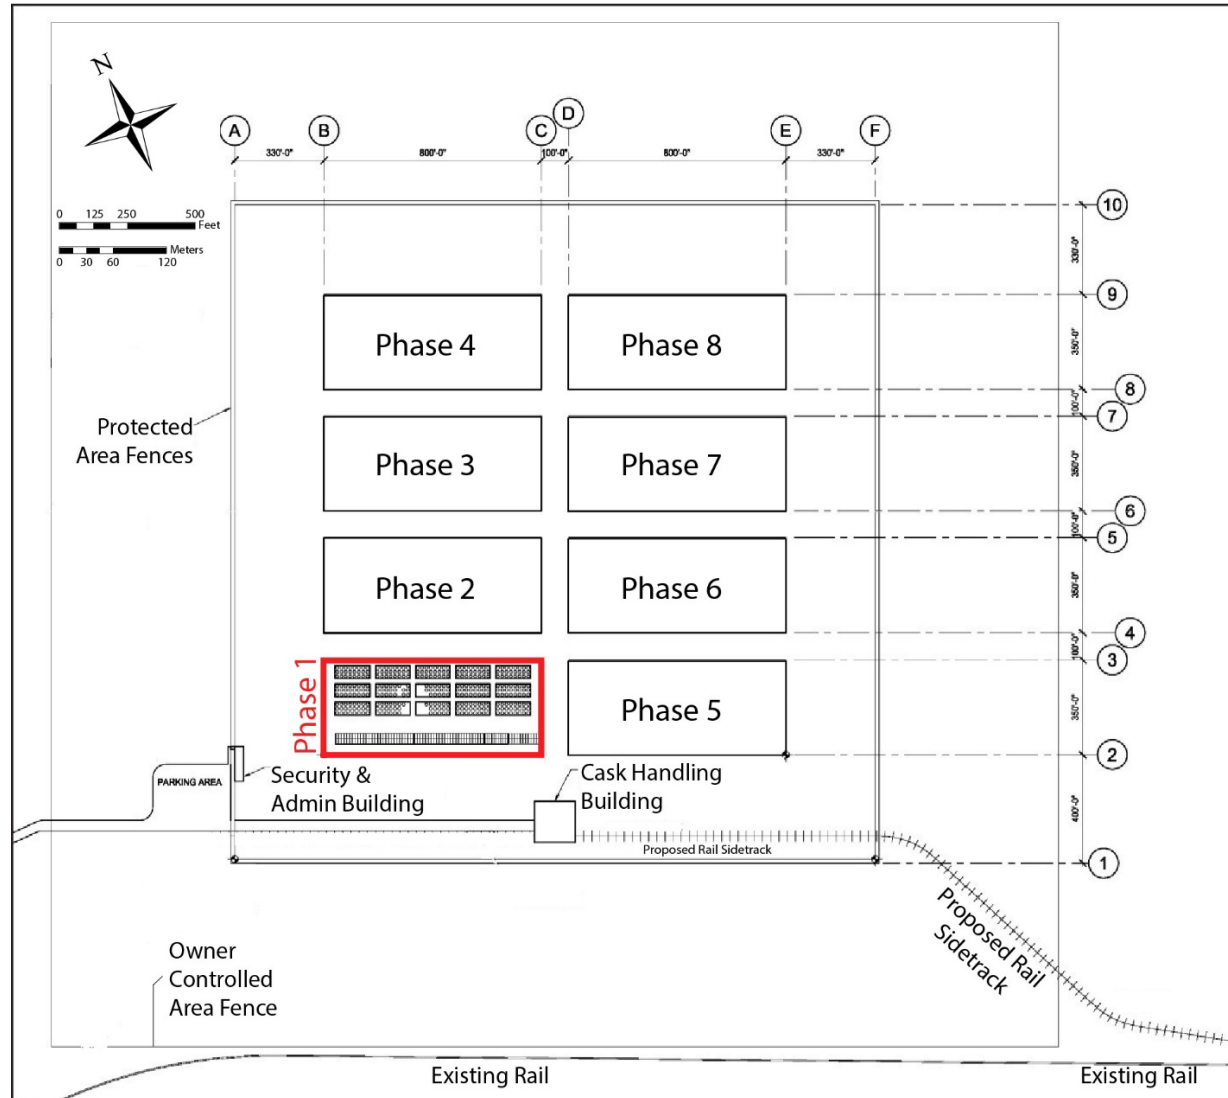 N
A
B
C
D
E
F
330'-0"
800'-0"
100'-0"
800'-0"
330'-0"
0 125 250 500
Feet
Meters
0 30 60 120
10
9
8
7
6
5
4
3
2
1
330'-0"
350'-0"
100'-0"
350'-0"
100'-0"
350'-0"
100'-0"
350'-0"
400'-0"
Phase 4
Phase 8
Protected
Area Fences
Phase 3
Phase 7
Phase 2
Phase 6
Phase 1
Phase 5
PARKING AREA
Security &
Admin Building
Cask Handling
Building
Proposed Rail Sidetrack
Proposed Rail
Sidetrack
Owner
Controlled
Area Fence
Existing Rail
Existing Rail